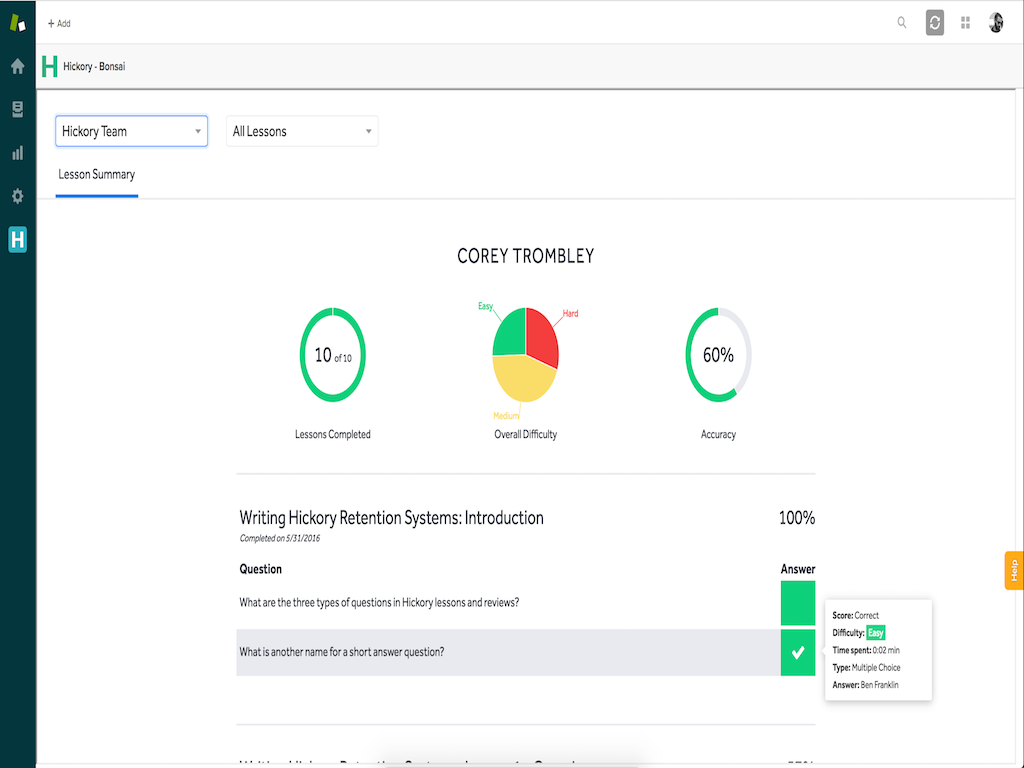 + Add
H Hickory - Bonsai
Hickory Team
All Lessons
Lesson Summary
H
COREY TROMBLEY
Easy
Hard
10 of 10
60%
Medium
Lessons Completed
Overall Difficulty
Accuracy
Writing Hickory Retention Systems: Introduction
100%
Completed on 5/31/2016
Question
Answer
Help
What are the three types of questions in Hickory lessons and reviews?
Score: Correct
Difficulty: Easy
What is another name for a short answer question?
Time spent: 0:02 min
Type: Multiple Choice
Answer: Ben Franklin